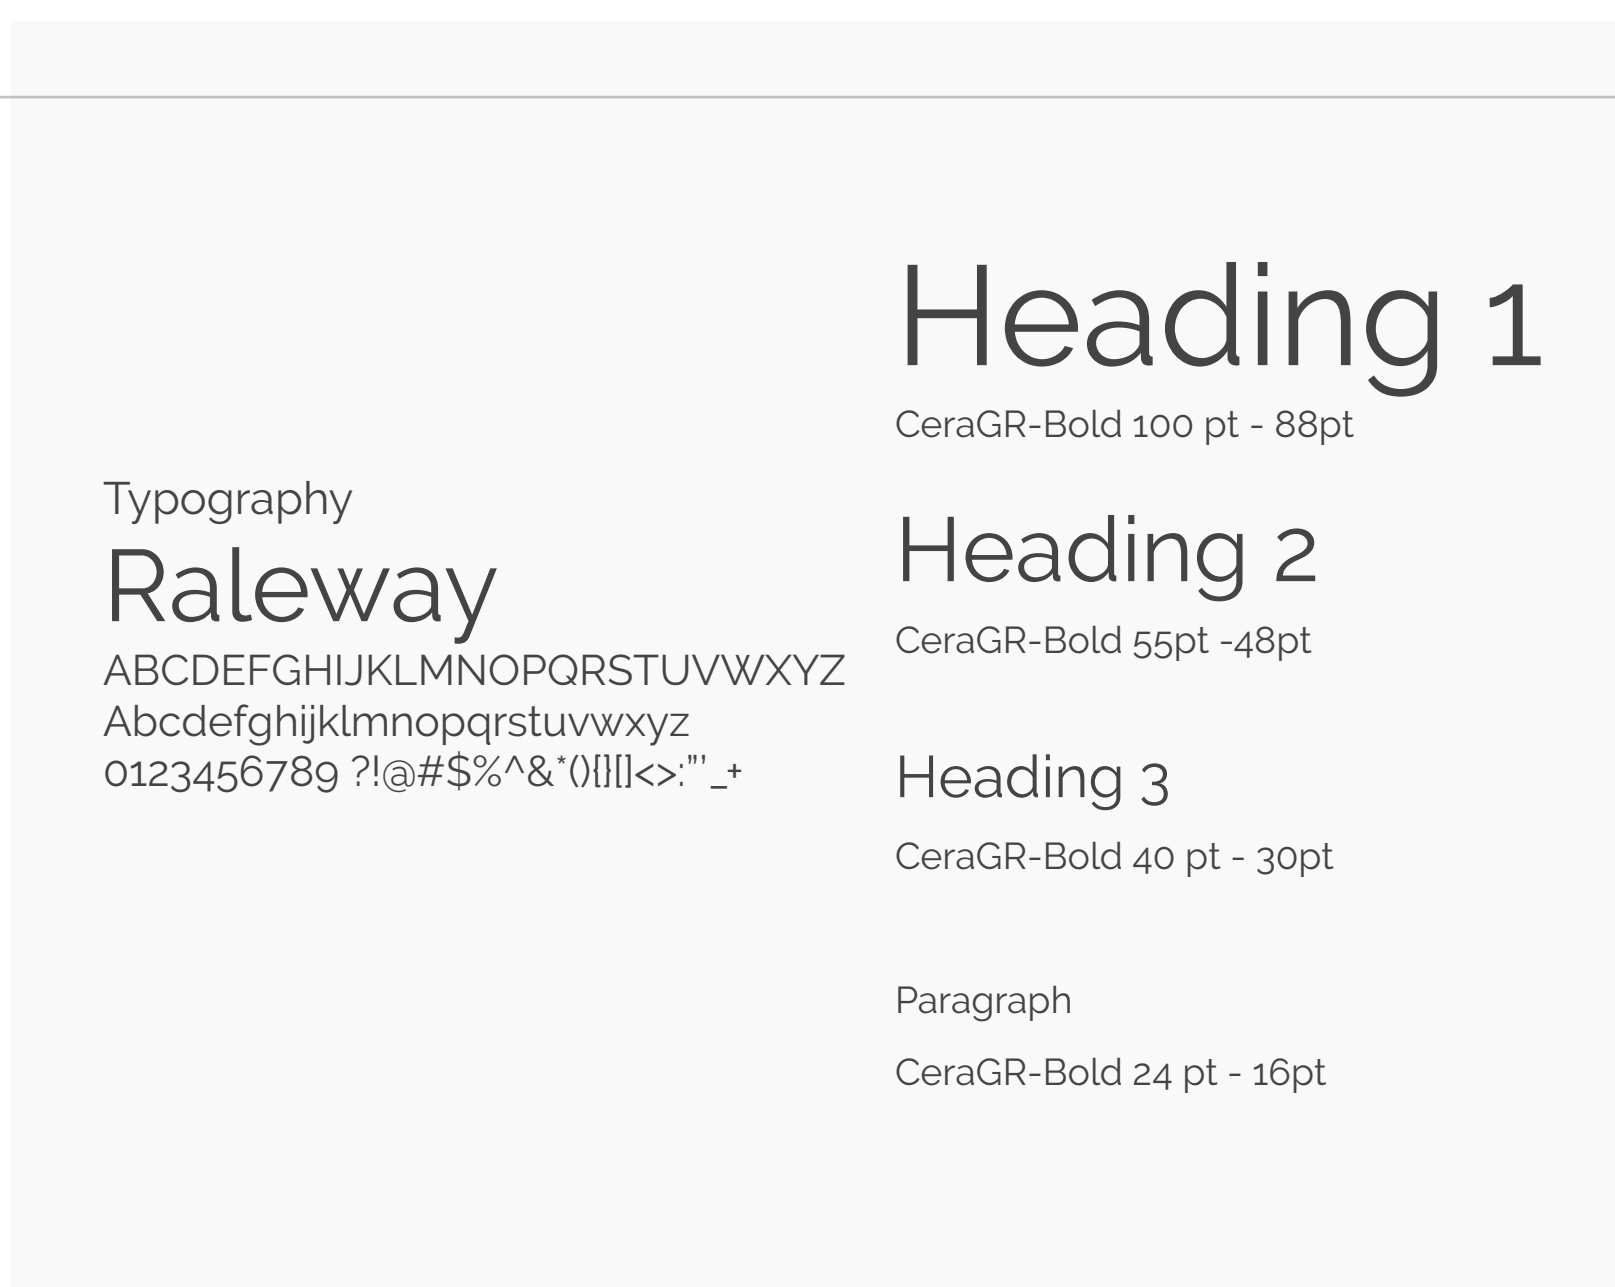 Typography
Raleway
ABCDEFGHIJKLMNOPQRSTUVWXYZ
Abcdefghijklmnopqrstuvwxyz
0123456789 ?!@#$%^&*(){}[]<>:”’_+
Heading 1
CeraGR-Bold 100 pt - 88pt
Heading 2
CeraGR-Bold 55pt -48pt
Heading 3
CeraGR-Bold 40 pt - 30pt
Paragraph
CeraGR-Bold 24 pt - 16pt